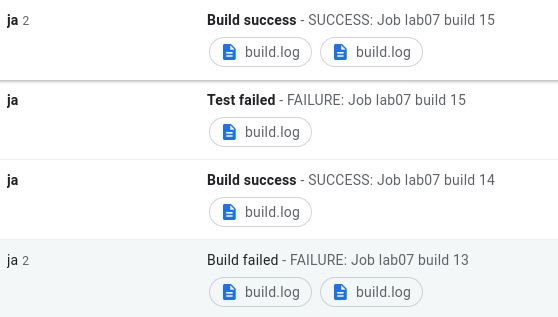 ja 2 Build success - SUCCESS: Job lab07 build 15
build.log build.log
ja Test failed - FAILURE: Job lab07 build 15
build.log
ja Build success - SUCCESS: Job lab07 build 14
build.log
ja 2 Build failed - FAILURE: Job lab07 build 13
build.log build.log